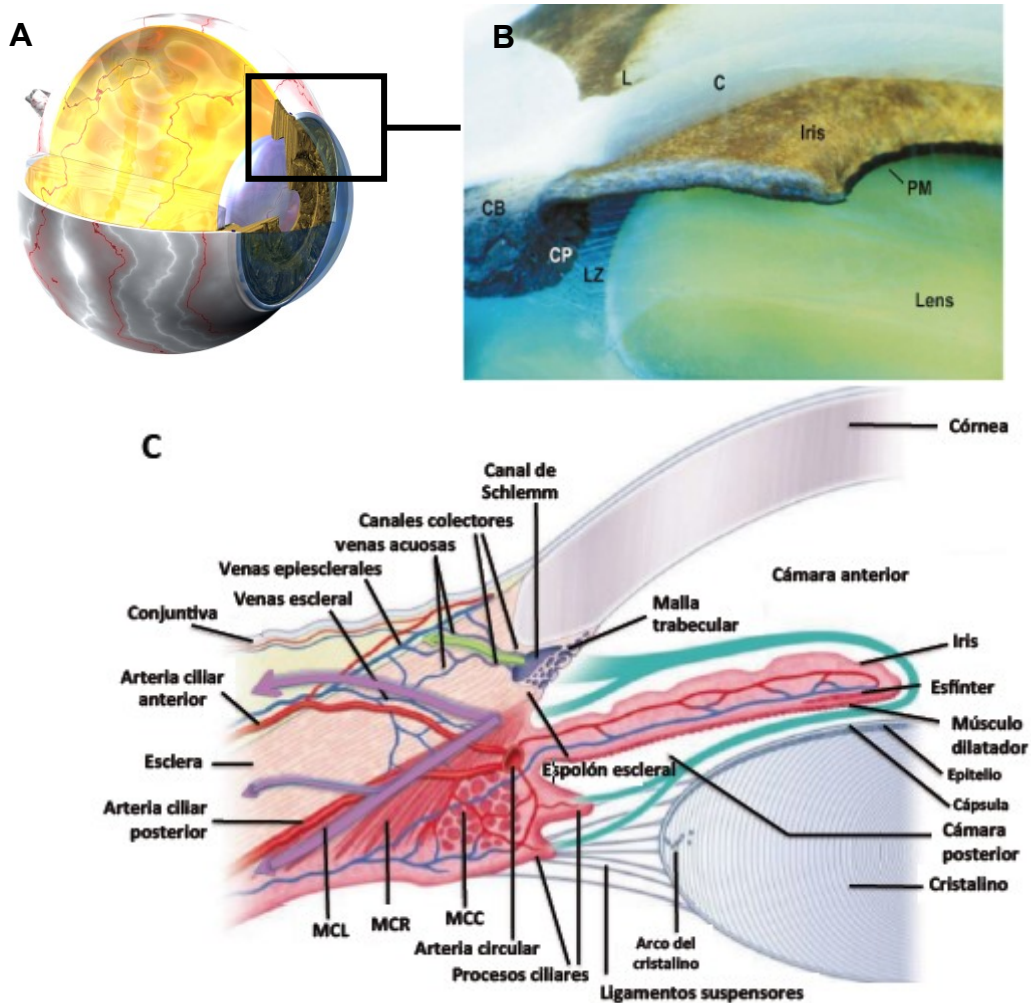 A
B
L
C
Iris
PM
CB
CP
LZ
Lens
C
Córnea
Canal de
Schlemm
Canales colectores
venas acuosas
Venas epiesclerales
Venas escleral
Conjuntiva
Cámara anterior
Malla
trabecular
Iris
Arteria ciliar
anterior
Esfínter
Músculo
dilatador
Esclera
Espolón escleral
Epitelio
Arteria ciliar
posterior
Cápsula
Cámara
posterior
Cristalino
MCL
MCR
MCC
Arteria circular
Procesos ciliares
Arco del
cristalino
Ligamentos suspensores